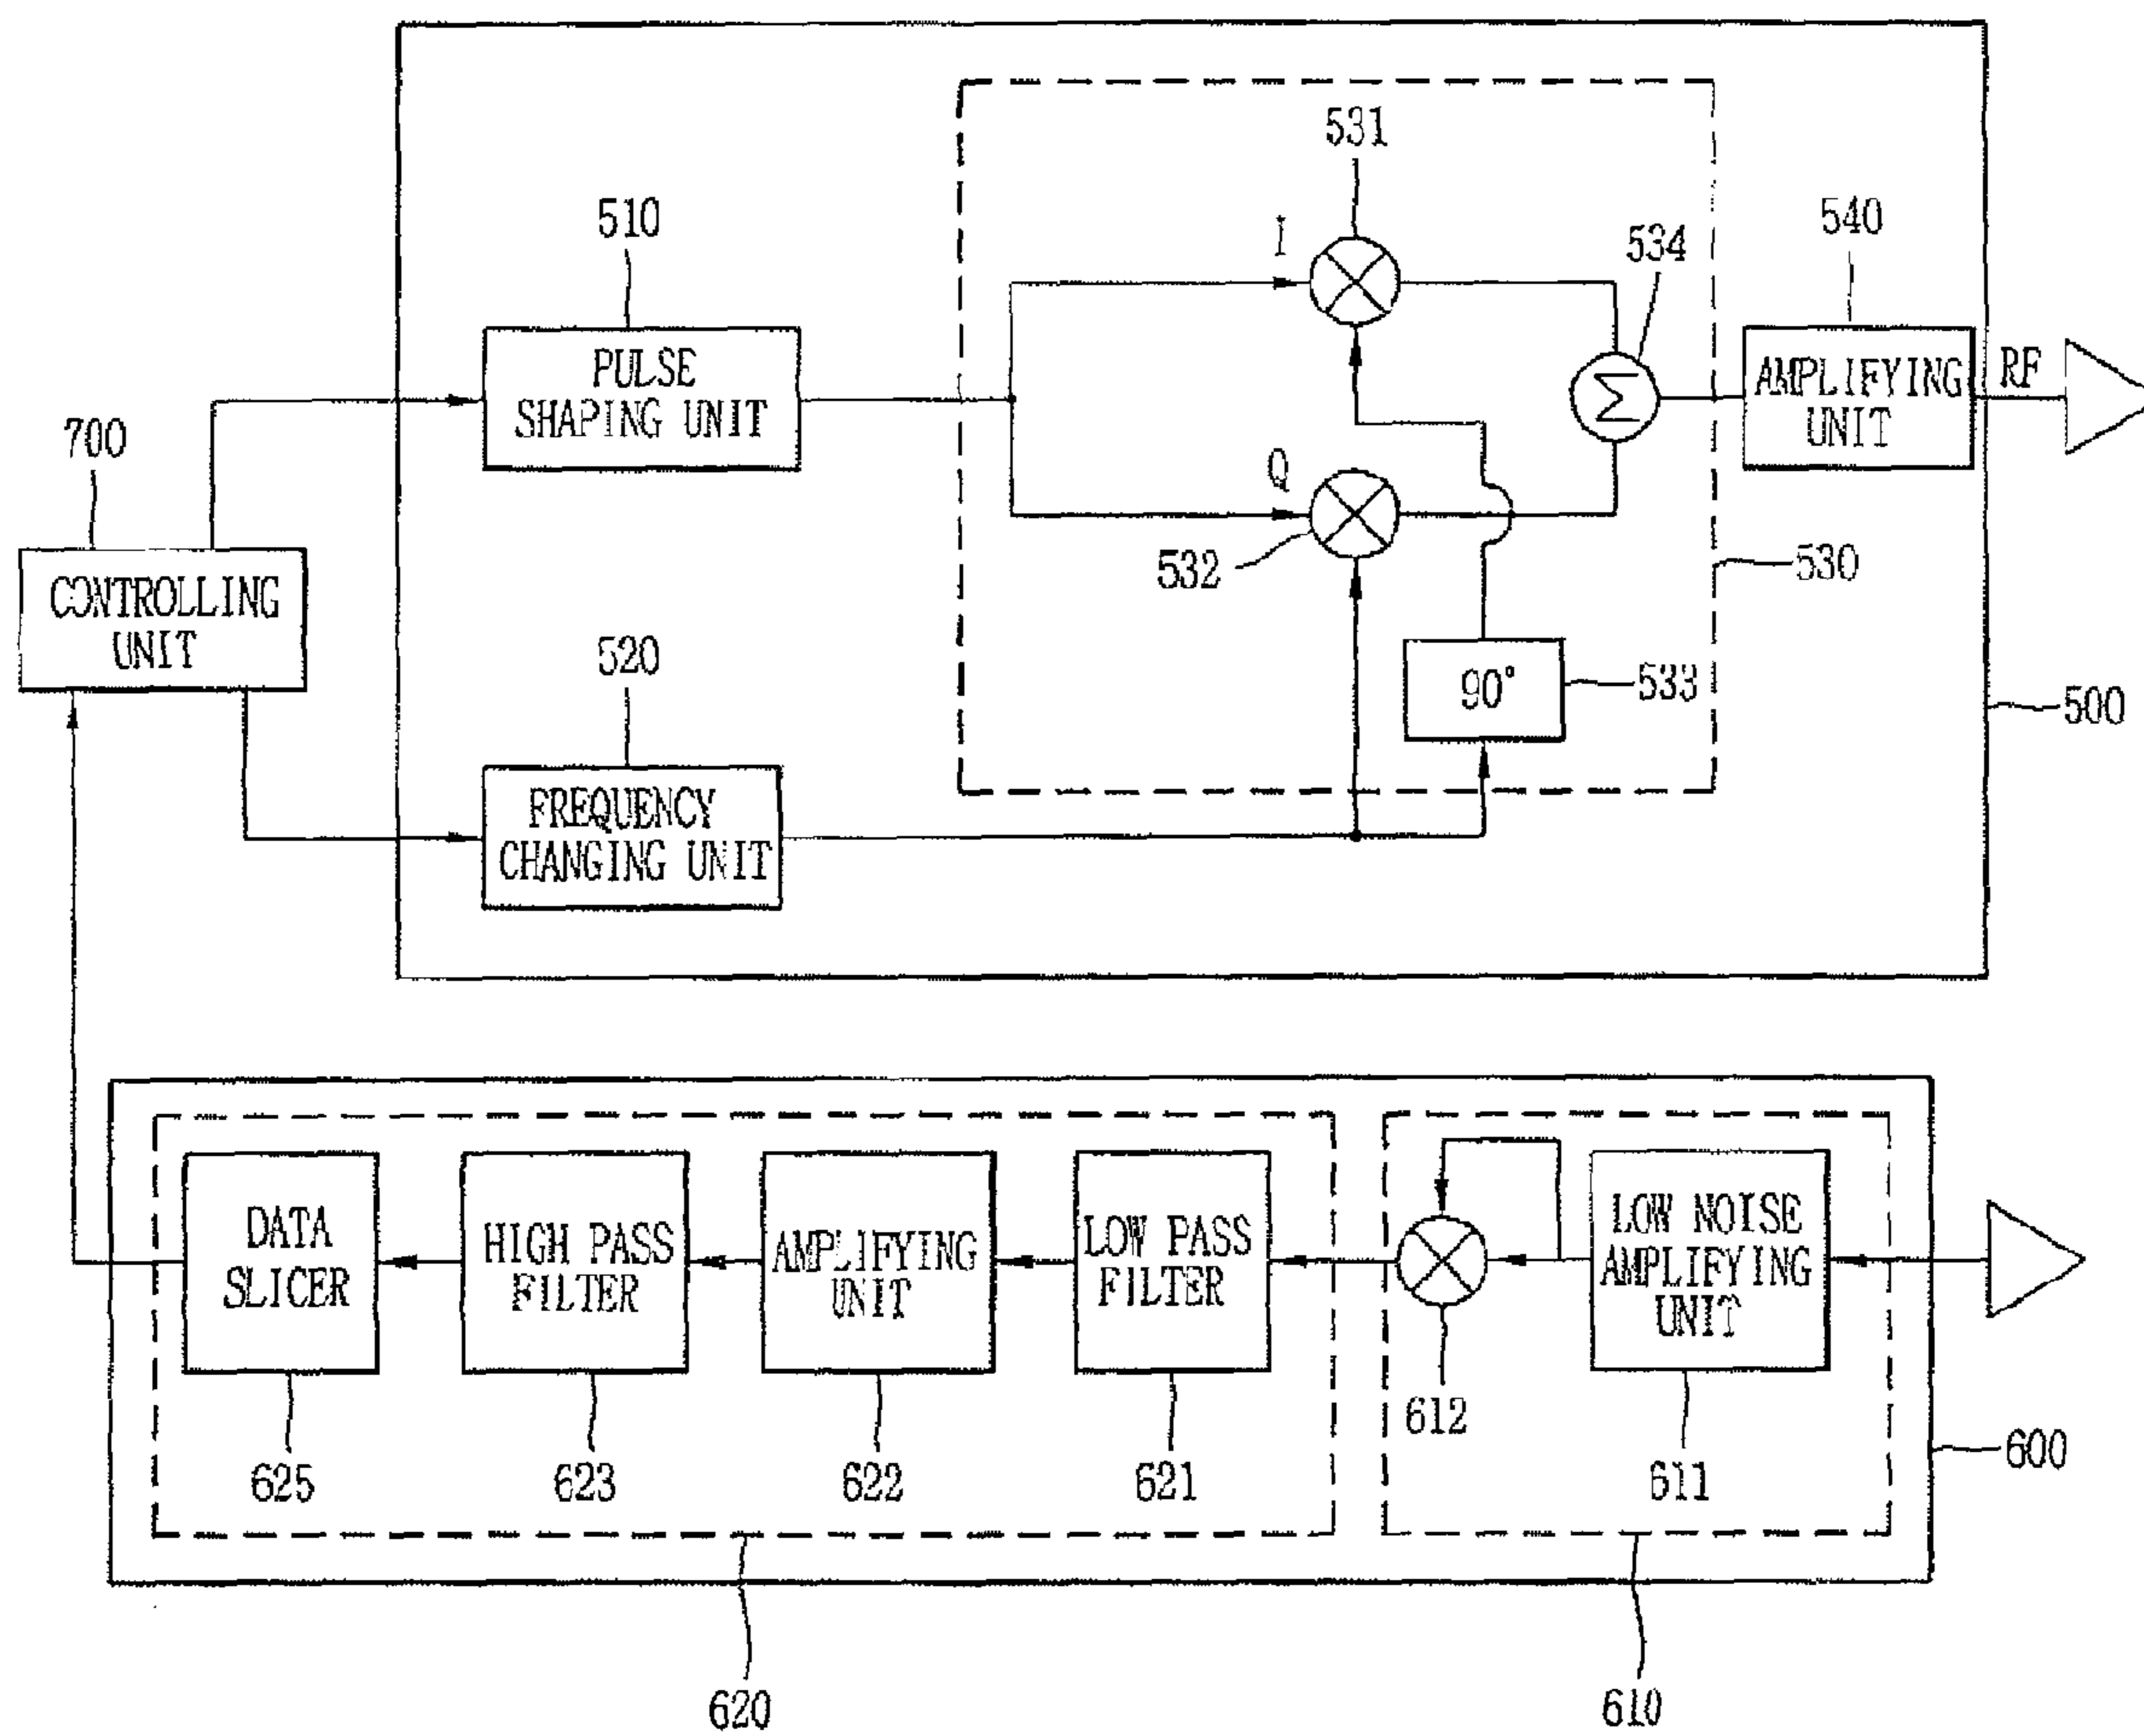 531
510
I
534
540
PULSE
SHAPING UNIT
Σ
AMPLIFYING
UNIT
RF
700
Q
532
530
CONTROLLING
UNIT
520
90°
533
500
FREQUENCY
CHANGING UNIT
DATA
SLICER
HIGH PASS
FILTER
AMPLIFYING
UNIT
LOW PASS
FILTER
LOW NOISE
AMPLIFYING
UNIT
612
600
625
623
622
621
611
620
610